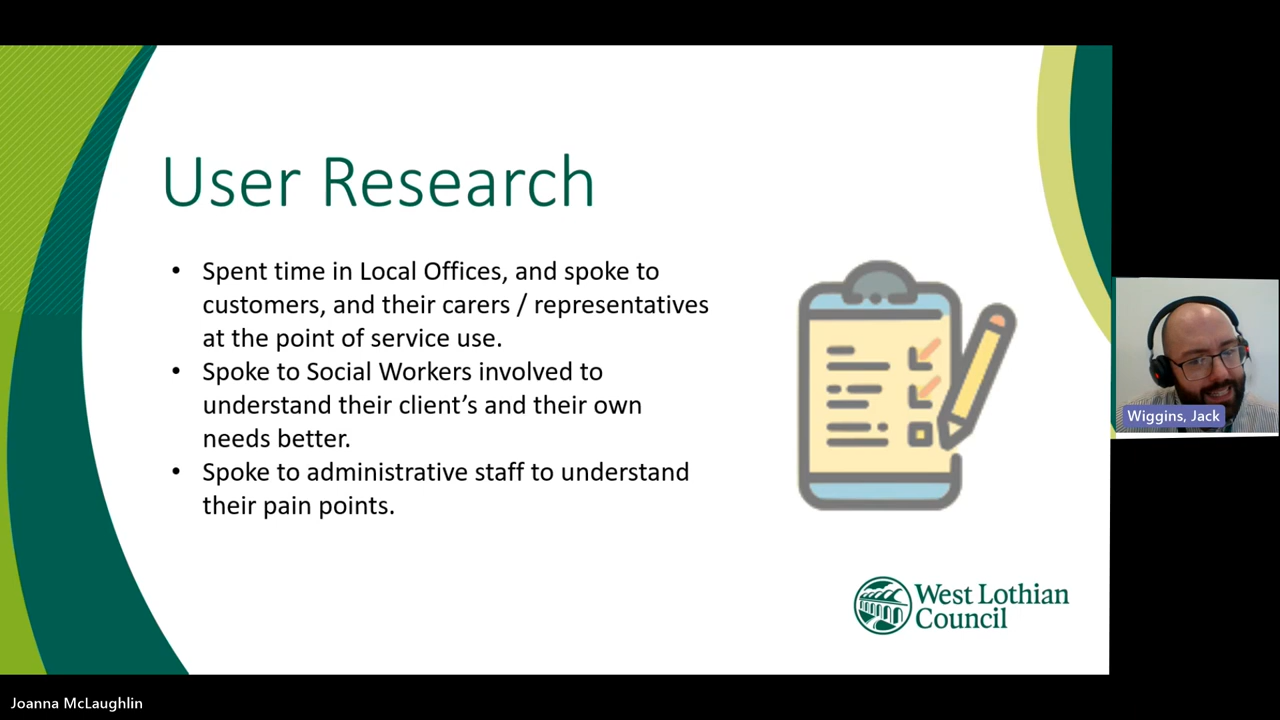 User Research
• Spent time in Local Offices, and spoke to
customers, and their carers / representatives
at the point of service use.
• Spoke to Social Workers involved to
understand their client’s and their own
needs better.
• Spoke to administrative staff to understand
their pain points.
West Lothian
Council
Wiggins, Jack
Joanna McLaughlin